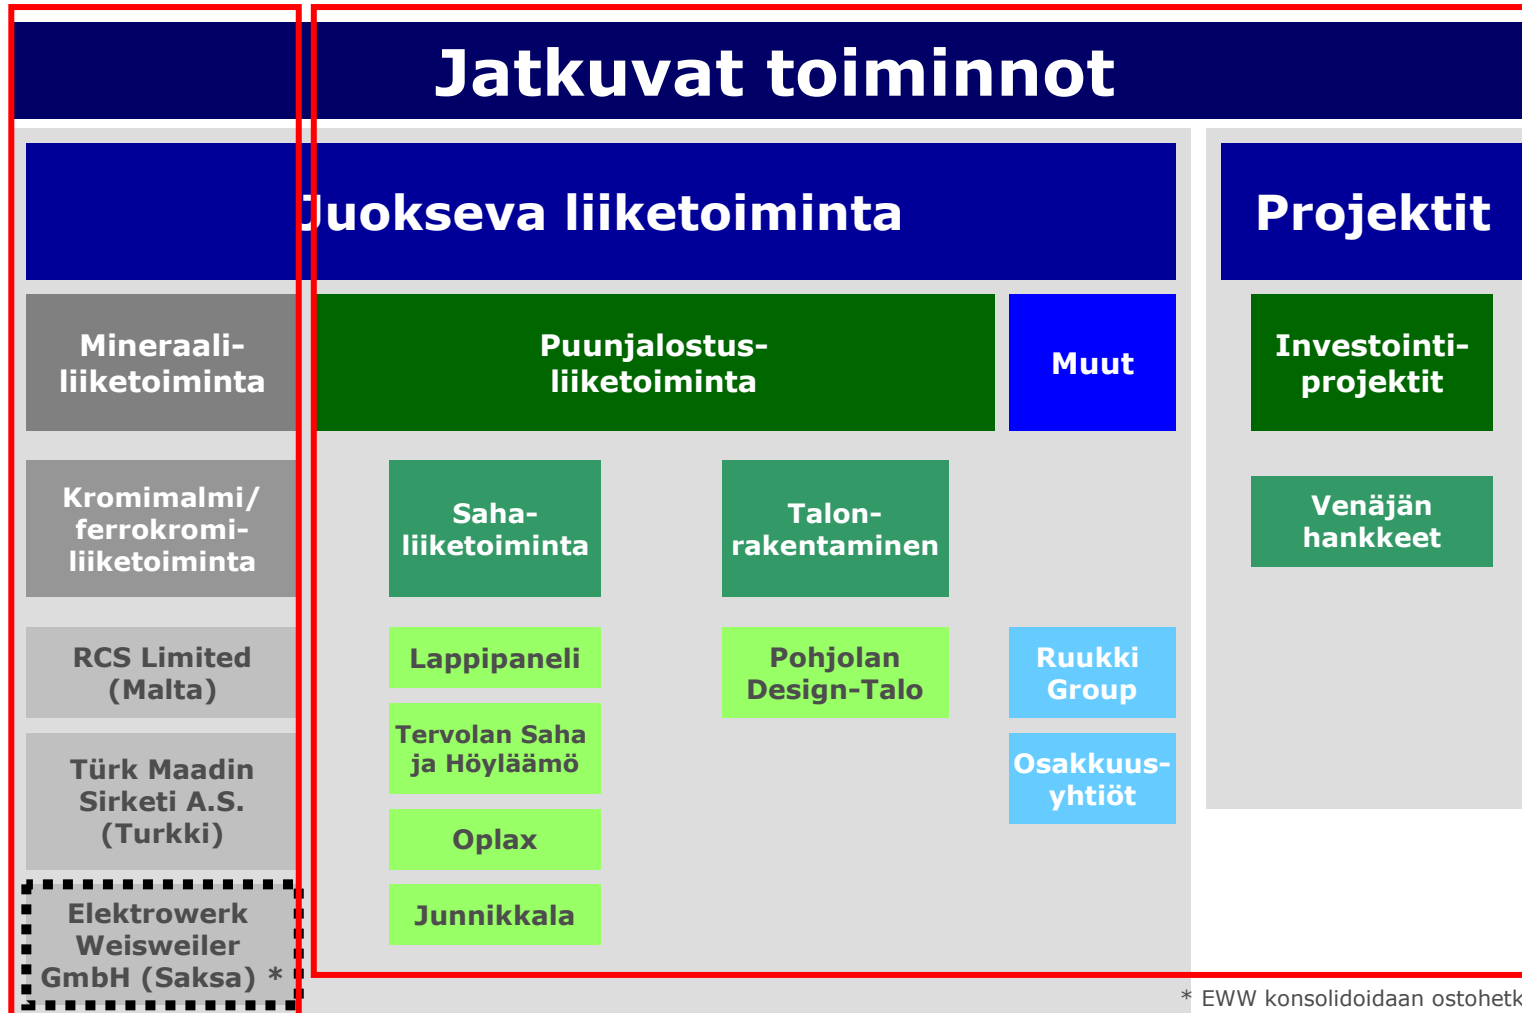 Jatkuvat toiminnot
Juokseva liiketoiminta
Projektit
Mineraali-
liiketoiminta
Puunjalostus-
liiketoiminta
Muut
Investointi-
projektit
Kromimalmi/
ferrokromi-
liiketoiminta
Saha-
liiketoiminta
Talon-
rakentaminen
Venäjän
hankkeet
RCS Limited
(Malta)
Türk Maadin
Sirketi A.S.
(Turkki)
Elektrowerk
Weisweiler
GmbH (Saksa) *
Lappipaneli
Tervolan Saha
ja Höyläämö
Oplax
Junnikkala
Pohjolan
Design-Talo
Ruukki
Group
Osakkuus-
yhtiöt
* EWW konsolidoidaan ostohetk